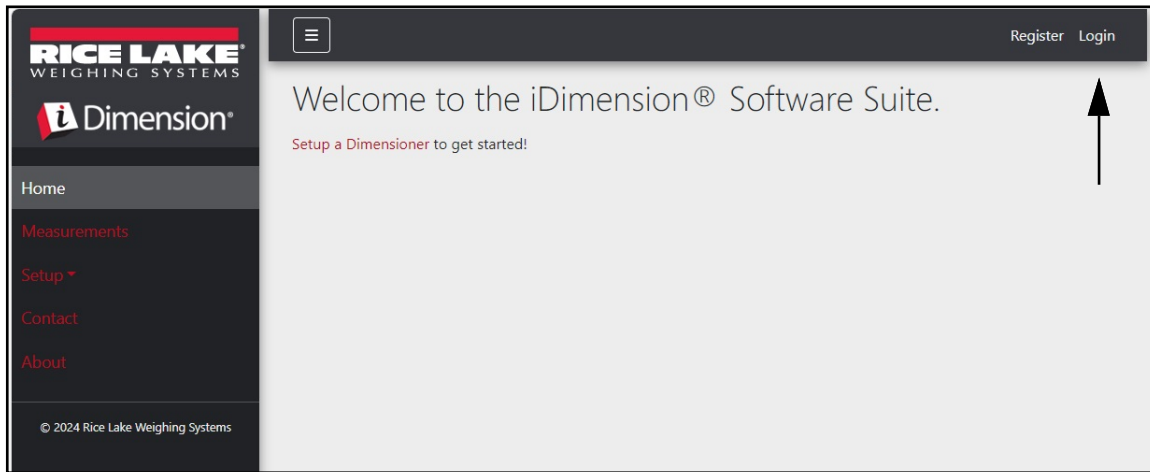 RICE LAKE®
WEIGHING SYSTEMS
i Dimension®
Home
Measurements
Setup
Contact
About
© 2024 Rice Lake Weighing Systems
Register Login
Welcome to the iDimension® Software Suite.
Setup a Dimensioner to get started!